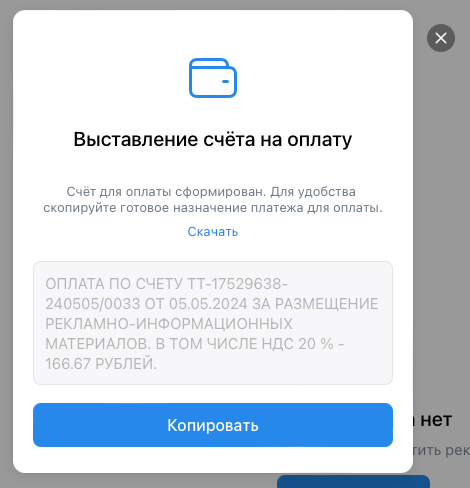 Выставление счёта на оплату
Счёт для оплаты сформирован. Для удобства
скопируйте готовое назначение платежа для оплаты.
Скачать
ОПЛАТА ПО СЧЕТУ ТТ-17529638-
240505/0033 ОТ 05.05.2024 ЗА РАЗМЕЩЕНИЕ
РЕКЛАМНО-ИНФОРМАЦИОННЫХ
МАТЕРИАЛОВ. В ТОМ ЧИСЛЕ НДС 20 % -
166.67 РУБЛЕЙ.
Копировать
нет